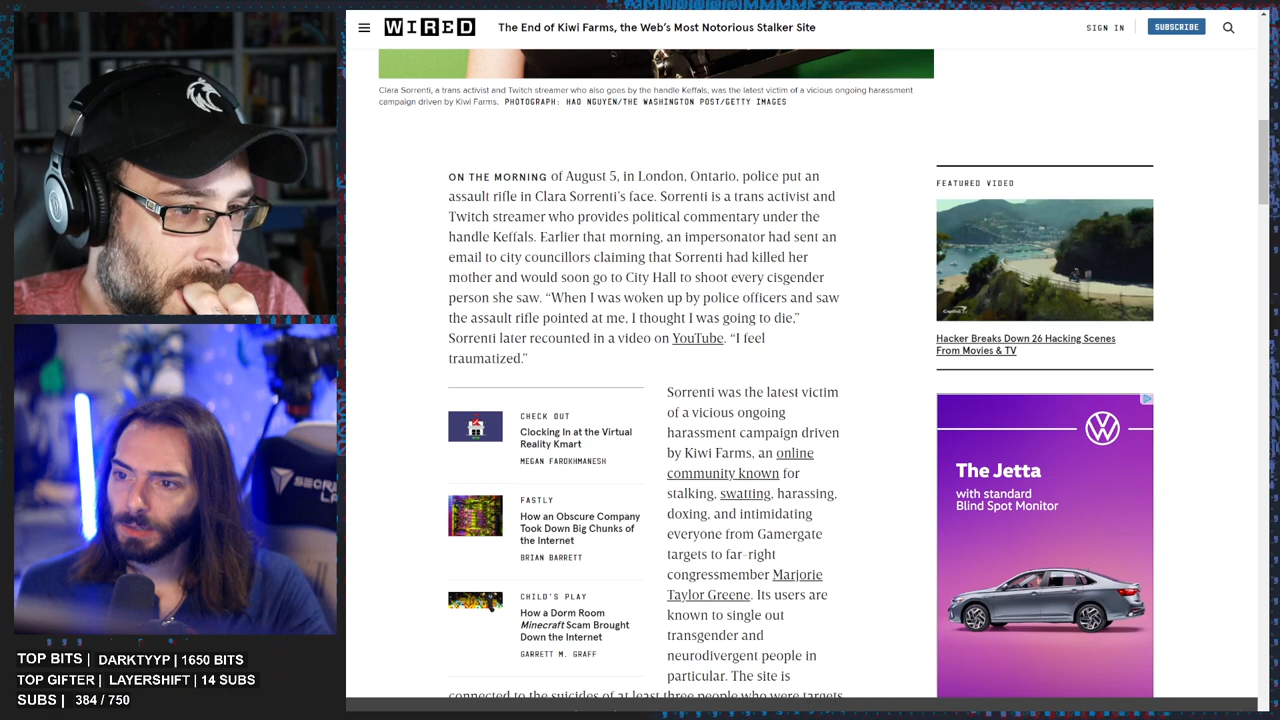 WIRED
The End of Kiwi Farms, the Web's Most Notorious Stalker Site
SIGN IN
SUBSCRIBE
Clara Sorrenti, a trans activist and Twitch streamer who also goes by the handle Keffals, was the latest victim of a vicious ongoing harassment
campaign driven by Kiwi Farms. PHOTOGRAPH: HAO NGUYEN/THE WASHINGTON POST/GETTY IMAGES
ON THE MORNING of August 5, in London, Ontario, police put an
assault rifle in Clara Sorrenti's face. Sorrenti is a trans activist and
Twitch streamer who provides political commentary under the
handle Keffals. Earlier that morning, an impersonator had sent an
email to city councillors claiming that Sorrenti had killed her
mother and would soon go to City Hall to shoot every cisgender
person she saw. “When I was woken up by police officers and saw
the assault rifle pointed at me, I thought I was going to die,”
Sorrenti later recounted in a video on YouTube. “I feel
traumatized.”
CHECK OUT
Clocking In at the Virtual
Reality Kmart
MEGAN FAROKHMANESH
FASTLY
How an Obscure Company
Took Down Big Chunks of
the Internet
BRIAN BARRETT
CHILD'S PLAY
How a Dorm Room
Minecraft Scam Brought
Down the Internet
GARRETT M. GRAFF
Sorrenti was the latest victim
of a vicious ongoing
harassment campaign driven
by Kiwi Farms, an online
community known for
stalking, swatting, harassing,
doxing, and intimidating
everyone from Gamergate
targets to far-right
congressmember Marjorie
Taylor Greene. Its users are
known to single out
transgender and
neurodivergent people in
particular. The site is
connected to the suicides of at least three people who were targets
FEATURED VIDEO
Hacker Breaks Down 26 Hacking Scenes
From Movies & TV
The Jetta
with standard
Blind Spot Monitor
TOP BITS | DARKTYYP | 1650 BITS
TOP GIFTER | LAYERSHIFT | 14 SUBS
SUBS | 384 / 750